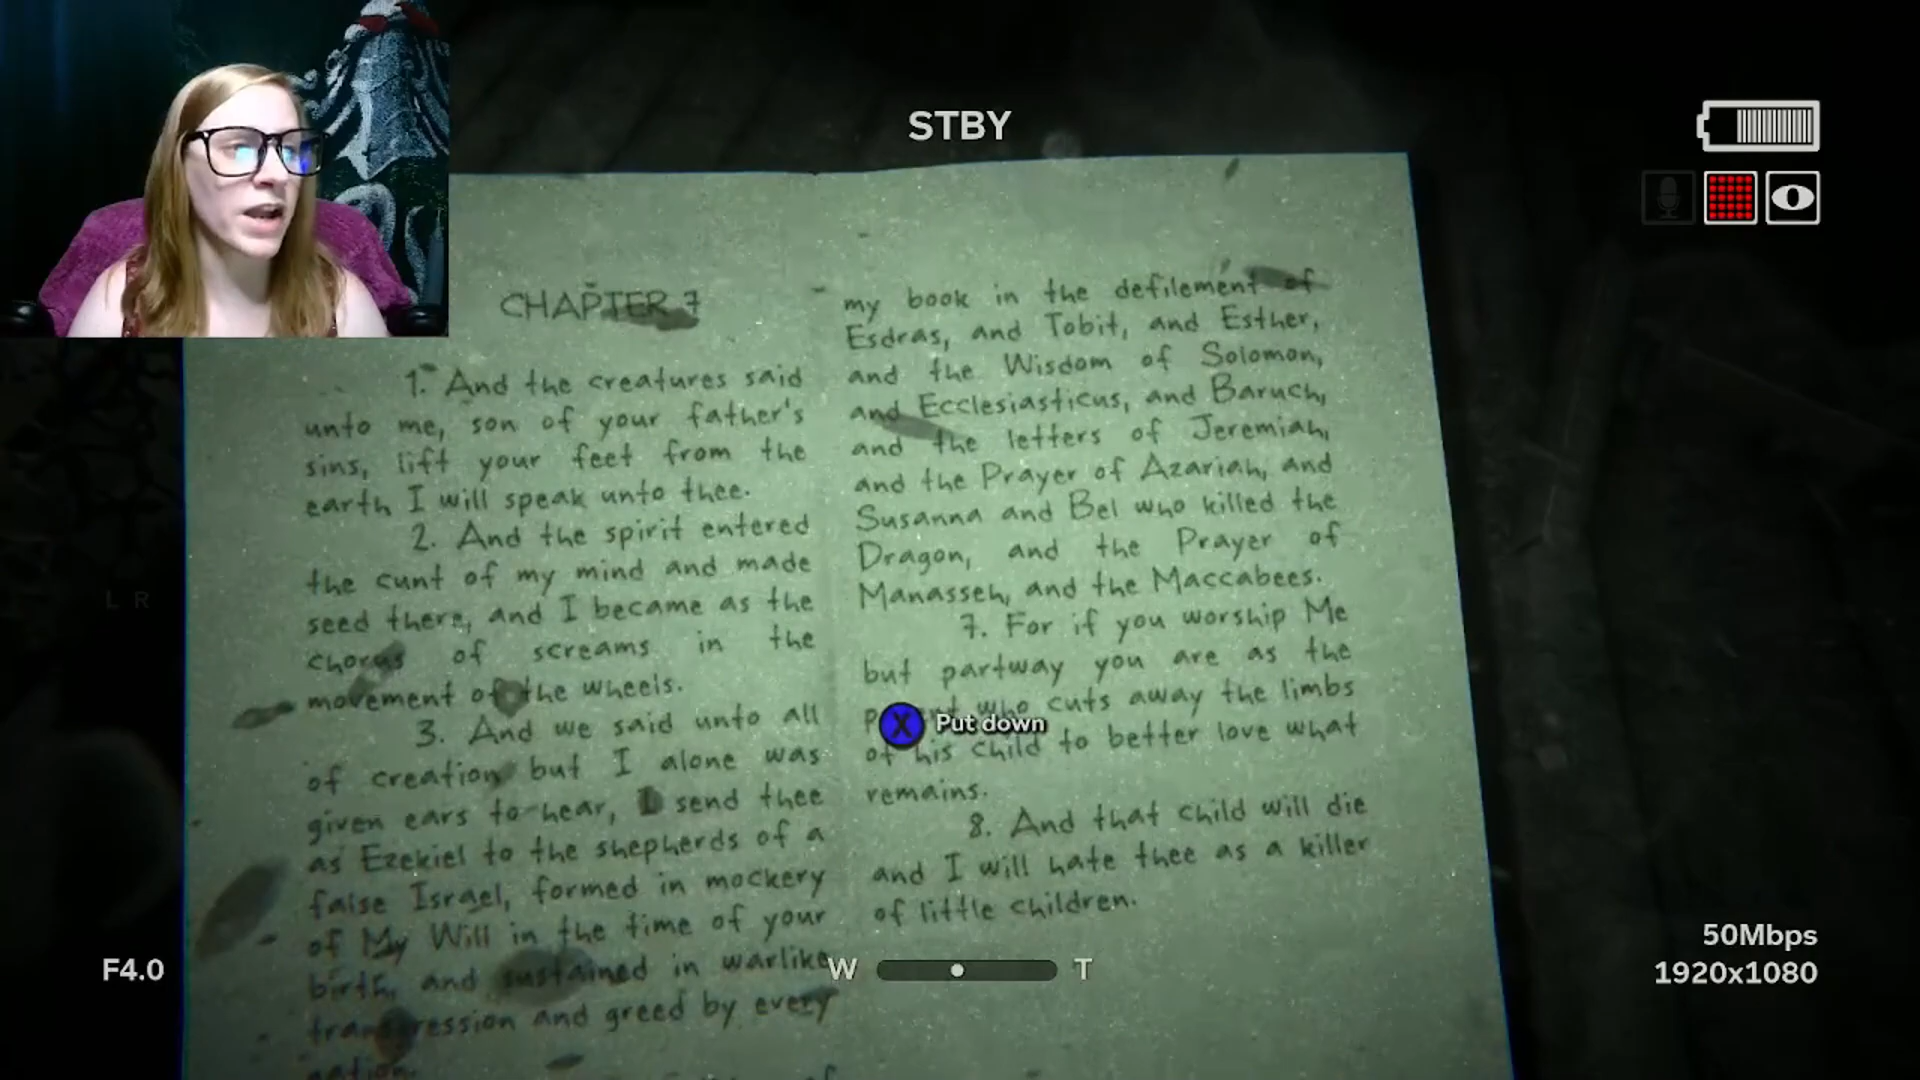 STBY
CHAPTER 7
1. And the creatures said
unto me, son of your father's
sins, lift your feet from the
earth I will speak unto thee.
2. And the spirit entered
the cunt of my mind and made
seed there, and I became as the
chorus of screams in the
movement of the wheels.
3. And we said unto all
of creation but I alone was
given ears to hear, I send thee
as Ezekiel to the shepherds of a
false Israel, formed in mockery
of My Will in the time of your
birth, and sustained in warlike
transgression and greed by every
nation.
my book in the defilement of
Esdras, and Tobit, and Esther,
and the Wisdom of Solomon,
and Ecclesiasticus, and Baruch,
and the letters of Jeremiah,
and the Prayer of Azariah, and
Susanna and Bel who killed the
Dragon, and the Prayer of
Manasseh, and the Maccabees.
7. For if you worship Me
but partway you are as the
parent who cuts away the limbs
of his child to better love what
remains.
8. And that child will die
and I will hate thee as a killer
of little children.
X Put down
L R
F4.0
W T
50Mbps
1920x1080